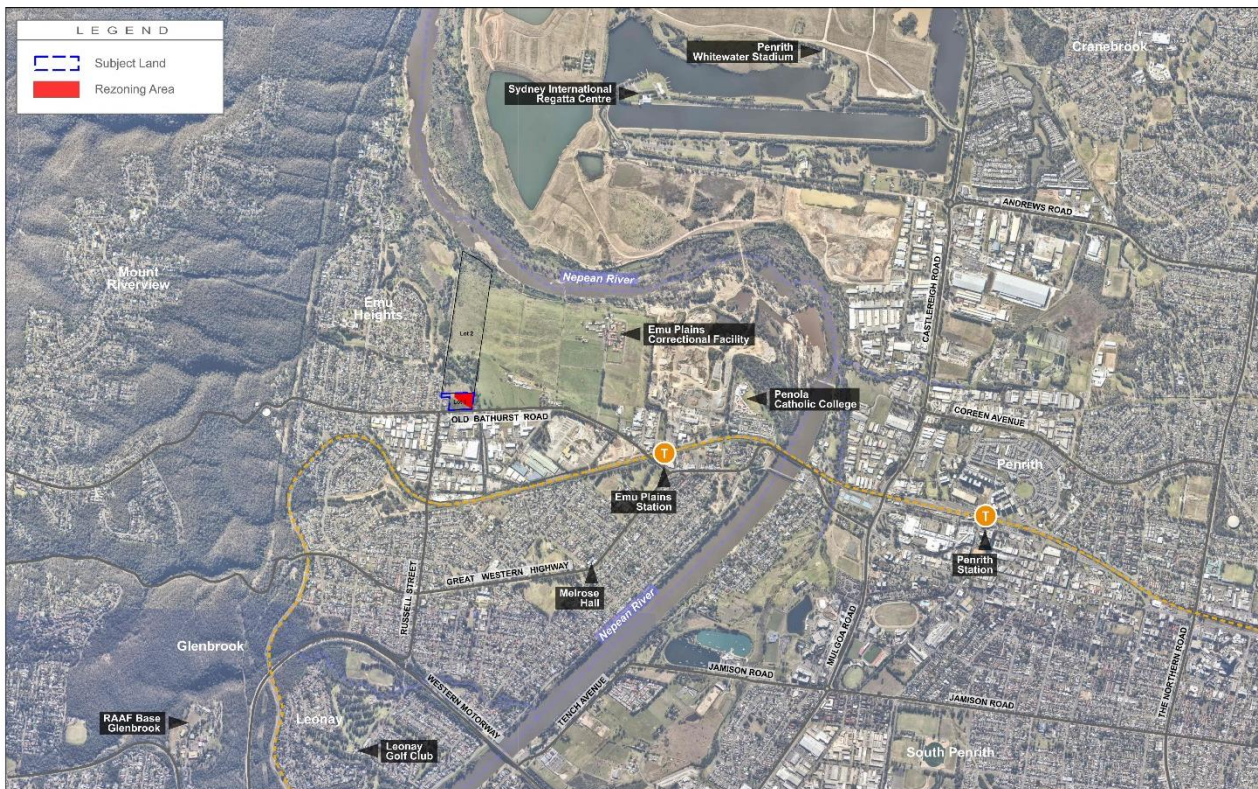 LEGEND
Subject Land
Rezoning Area
Penrith
Whitewater Stadium
Cranebrook
Sydney International
Regatta Centre
ANDREWS ROAD
CASTLEREIGH ROAD
Nepean River
Mount
Riverview
Emu
Heights
Lot 2
Emu Plains
Correctional Facility
Penola
Catholic College
OLD BATHURST ROAD
COREEN AVENUE
T
Emu Plains
Station
Penrith
T
Penrith
Station
GREAT WESTERN HIGHWAY
Melrose
Hall
RUSSELL STREET
Nepean River
MULGOA ROAD
THE NORTHERN ROAD
Glenbrook
WESTERN MOTORWAY
TENCH AVENUE
JAMISON ROAD
JAMISON ROAD
RAAF Base
Glenbrook
Leonay
Leonay
Golf Club
South Penrith